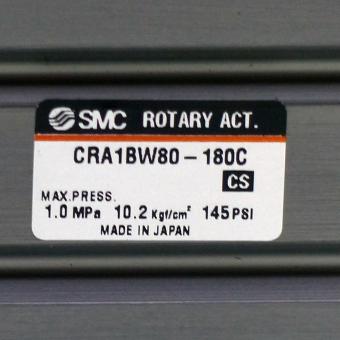 SMC ROTARY ACT.
CRA1BW80-180C
CS
MAX.PRESS.
1.0 MPa 10.2 Kgf/cm² 145 PSI
MADE IN JAPAN